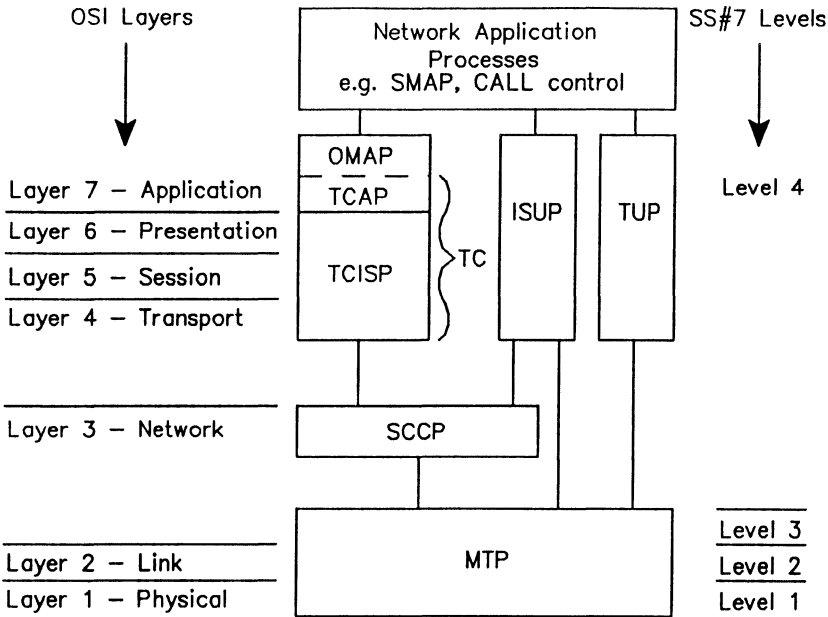 OSI Layers
Network Application
Processes
e.g. SMAP, CALL control
SS#7 Levels
OMAP
TCAP
TCISP
TC
ISUP
TUP
Layer 7 – Application
Level 4
Layer 6 – Presentation
Layer 5 – Session
Layer 4 – Transport
Layer 3 – Network
SCCP
MTP
Level 3
Layer 2 – Link
Level 2
Layer 1 – Physical
Level 1